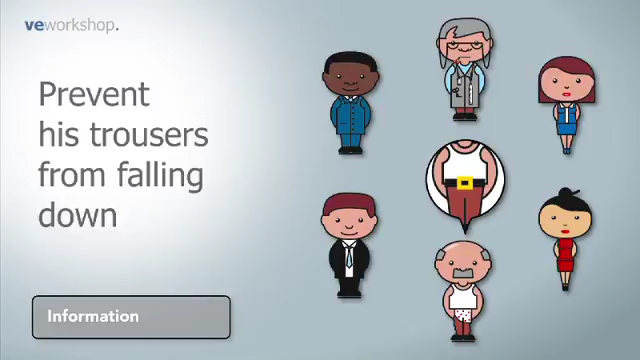 veworkshop.
Prevent
his trousers
from falling
down
Information